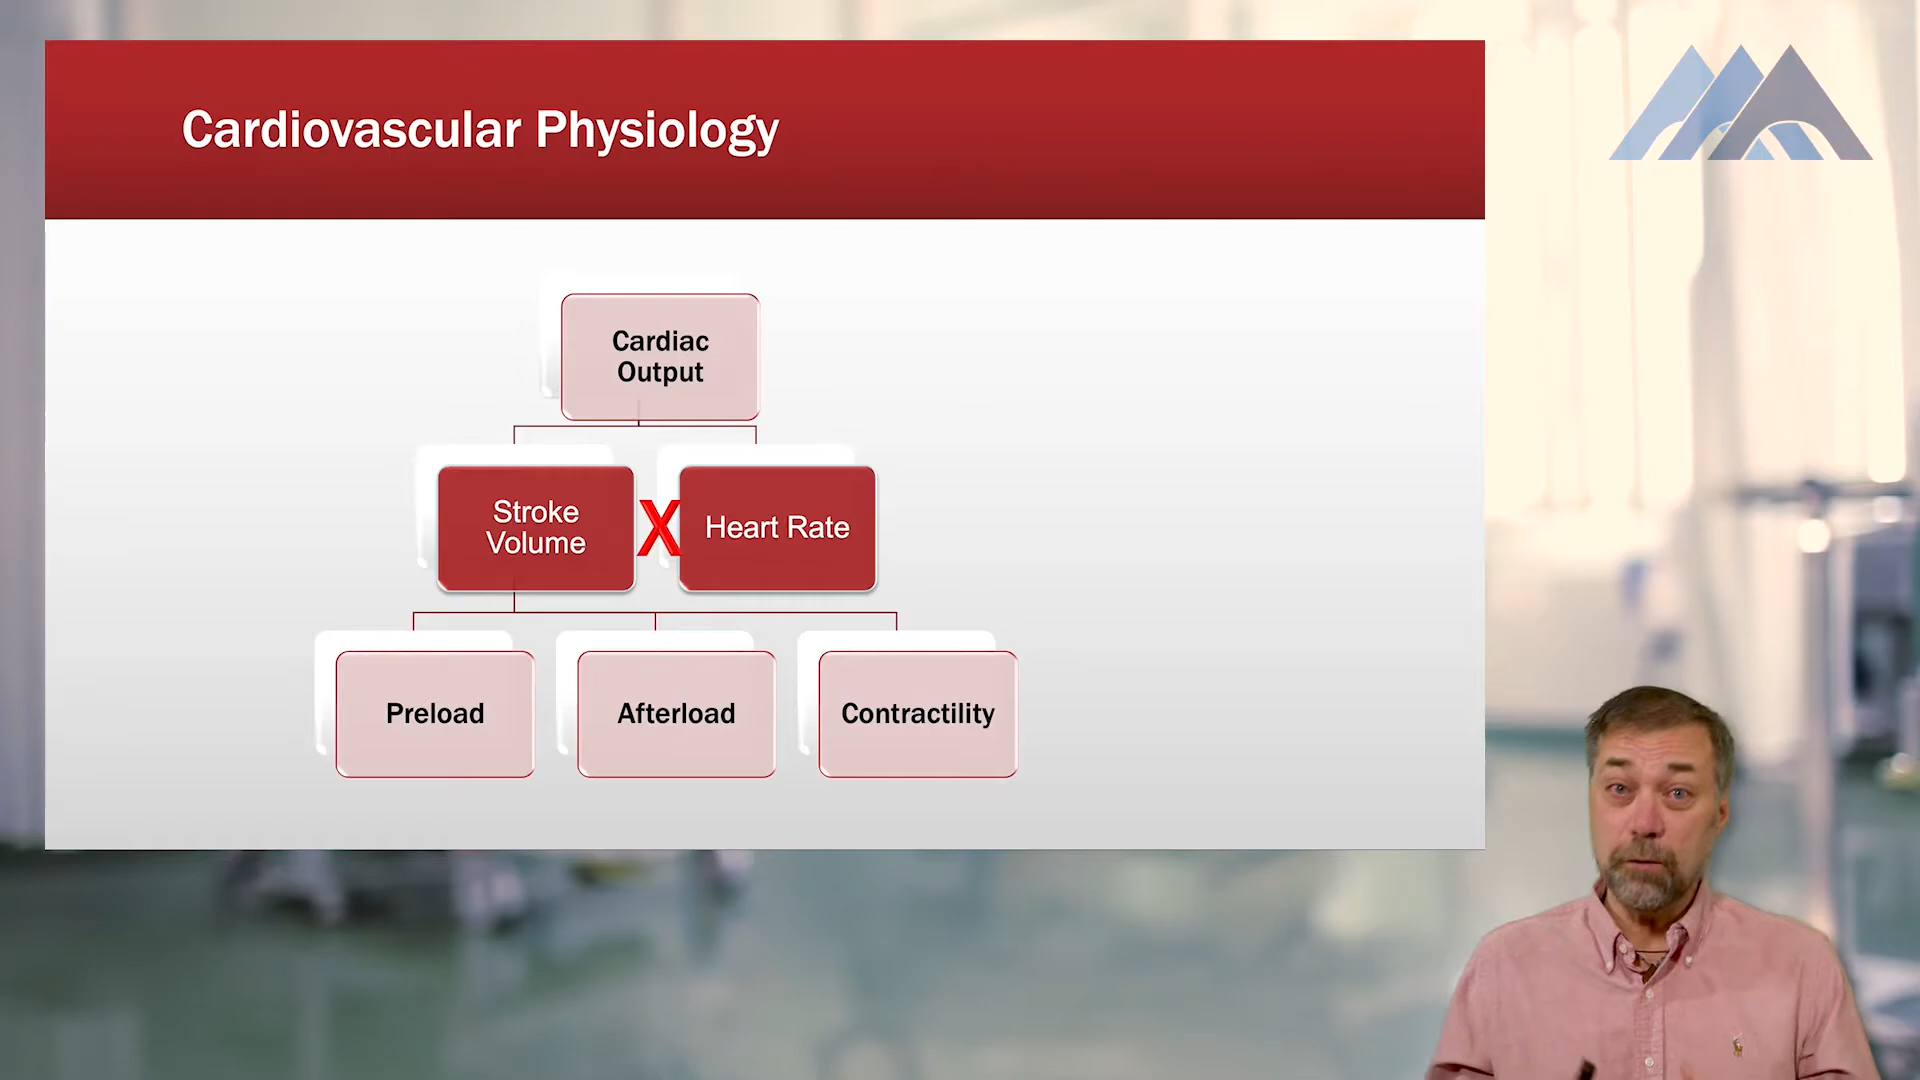 Cardiovascular Physiology
Cardiac
Output
Stroke
Volume
X
Heart Rate
Preload
Afterload
Contractility